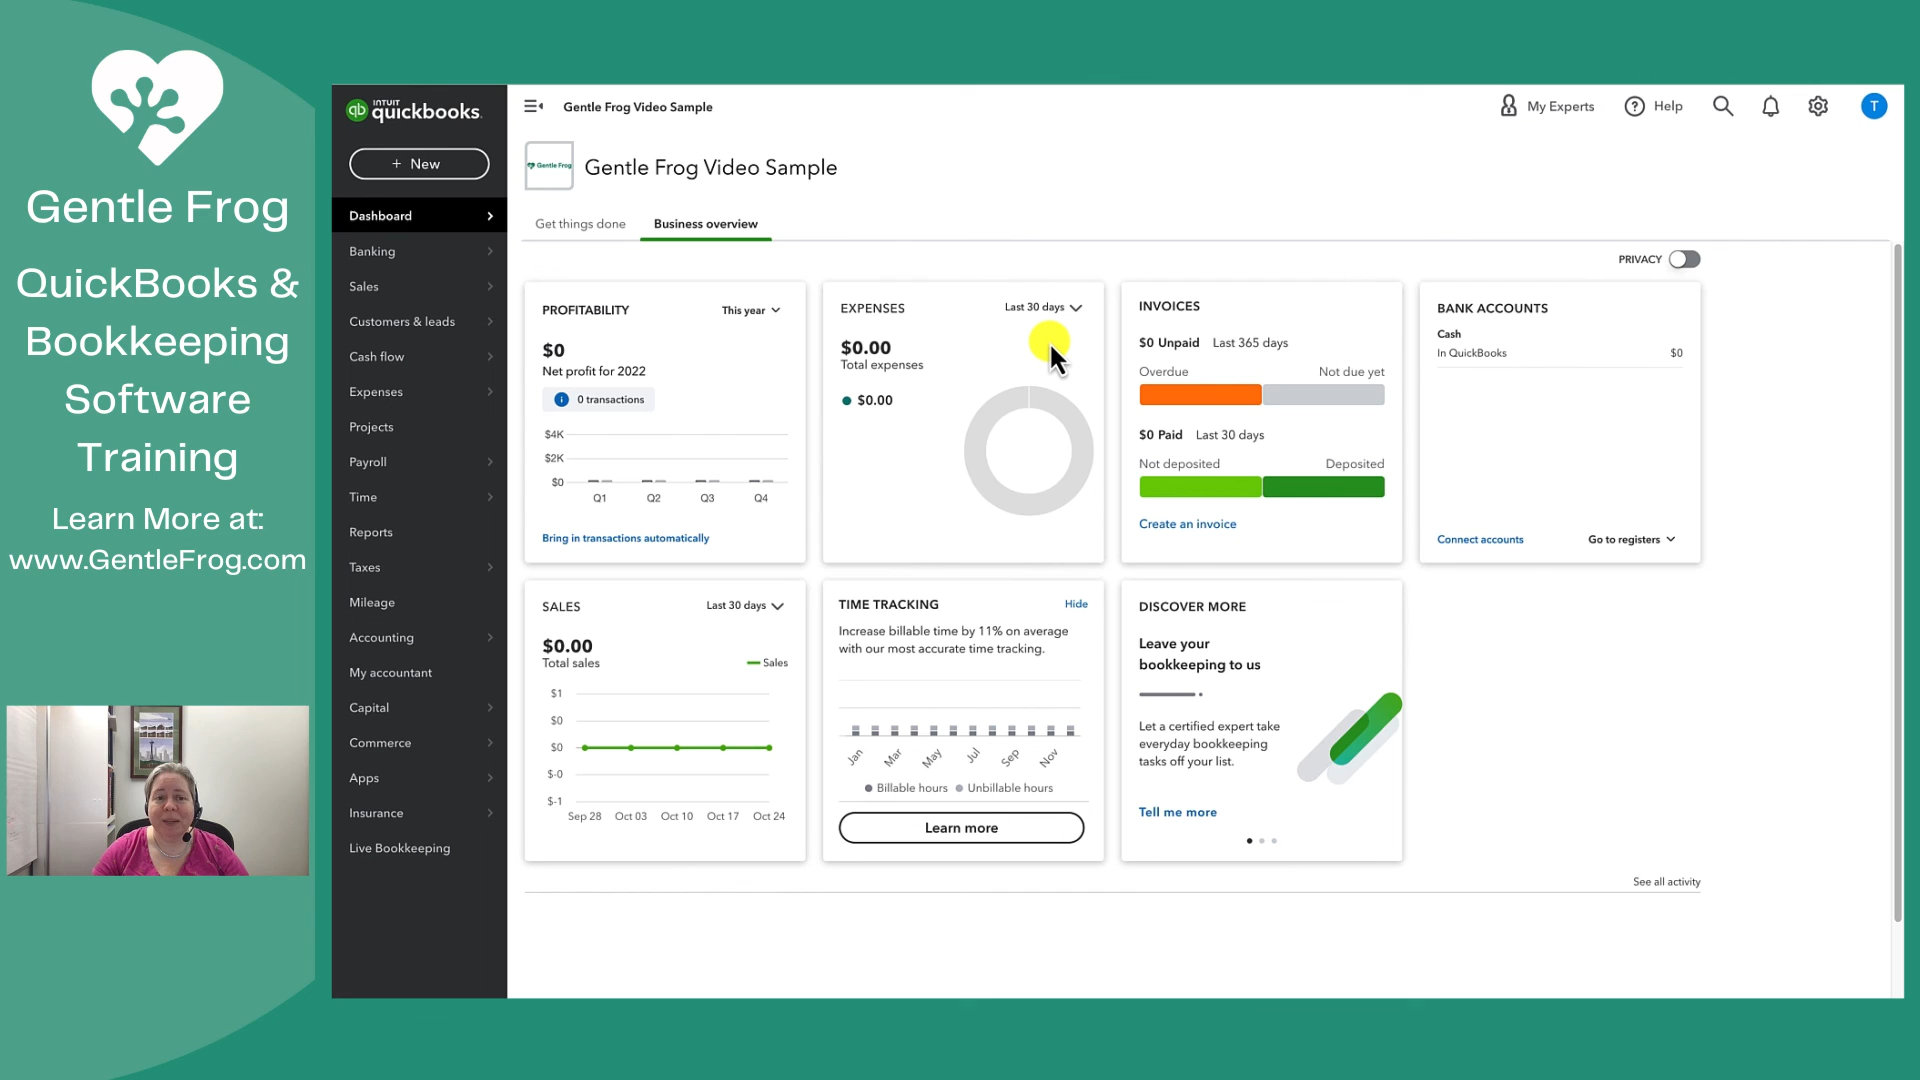 Gentle Frog
QuickBooks &
Bookkeeping
Software
Training
Learn More at:
www.GentleFrog.com
qb INTUIT quickbooks.
+ New
Dashboard
Banking
Sales
Customers & leads
Cash flow
Expenses
Projects
Payroll
Time
Reports
Taxes
Mileage
Accounting
My accountant
Capital
Commerce
Apps
Insurance
Live Bookkeeping
Gentle Frog Video Sample
My Experts
? Help
T
Gentle Frog
Gentle Frog Video Sample
Get things done
Business overview
PRIVACY
PROFITABILITY
This year
$0
Net profit for 2022
i 0 transactions
$4K
$2K
$0
Q1 Q2 Q3 Q4
Bring in transactions automatically
EXPENSES
Last 30 days
$0.00
Total expenses
$0.00
INVOICES
$0 Unpaid Last 365 days
Overdue Not due yet
$0 Paid Last 30 days
Not deposited Deposited
Create an invoice
BANK ACCOUNTS
Cash
In QuickBooks $0
Connect accounts Go to registers
SALES
Last 30 days
$0.00
Total sales
Sales
$1
$0
$0
$-0
$-1
Sep 28 Oct 03 Oct 10 Oct 17 Oct 24
TIME TRACKING
Hide
Increase billable time by 11% on average
with our most accurate time tracking.
Jan Mar May Jul Sep Nov
Billable hours Unbillable hours
Learn more
DISCOVER MORE
Leave your
bookkeeping to us
Let a certified expert take
everyday bookkeeping
tasks off your list.
Tell me more
See all activity